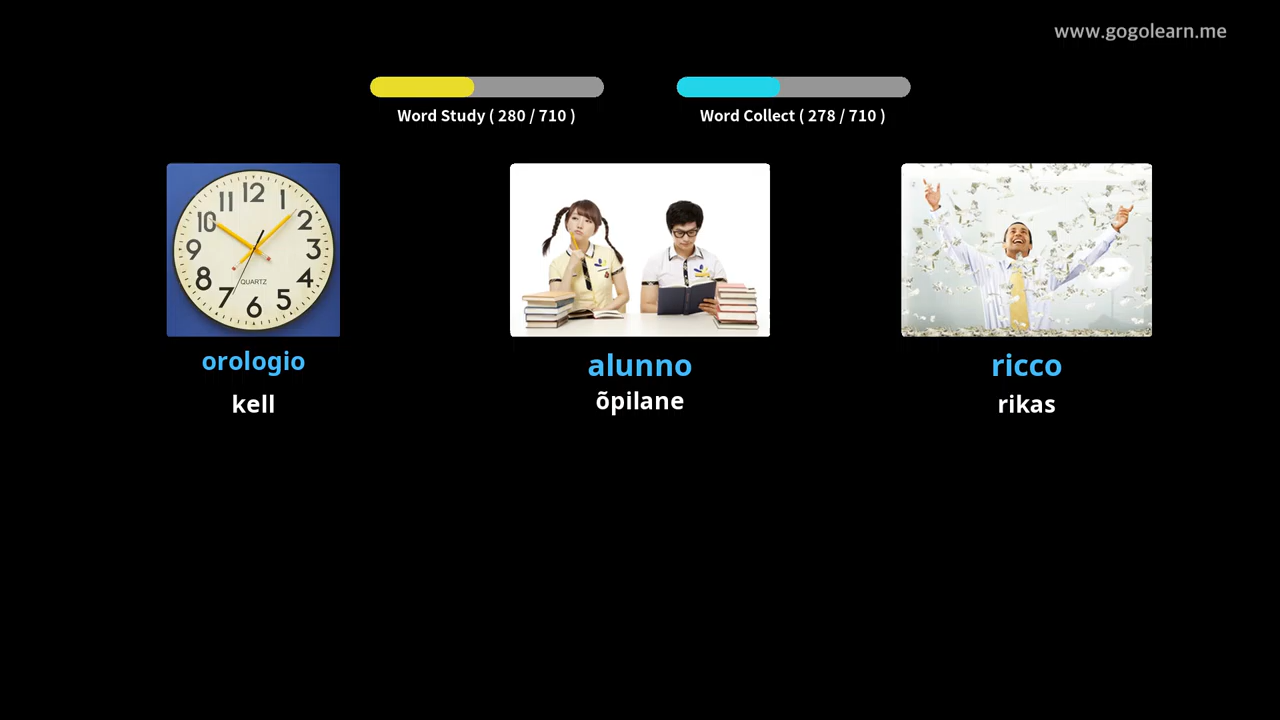 www.gogolearn.me
Word Study ( 280 / 710 )
Word Collect ( 278 / 710 )
12
11
1
10
2
9
3
8
4
QUARTZ
7
5
6
orologio
alunno
ricco
kell
õpilane
rikas